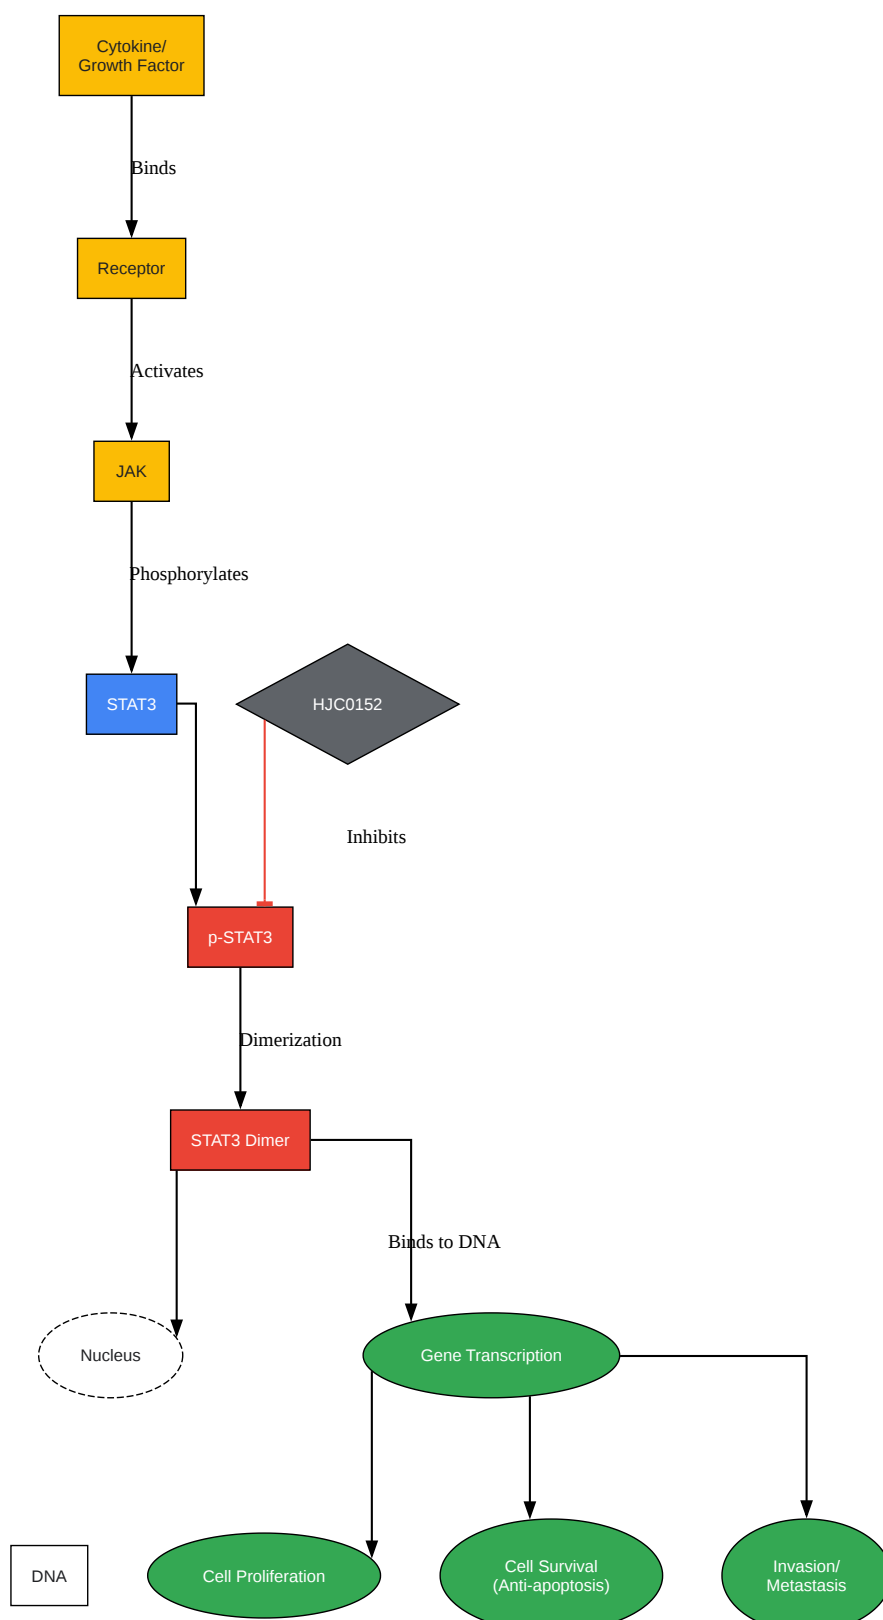 Cytokine/
Growth Factor
Binds
Receptor
Activates
JAK
Phosphorylates
STAT3
HJC0152
Inhibits
p-STAT3
Dimerization
STAT3 Dimer
Binds to DNA
Nucleus
Gene Transcription
DNA
Cell Proliferation
Cell Survival
(Anti-apoptosis)
Invasion/
Metastasis